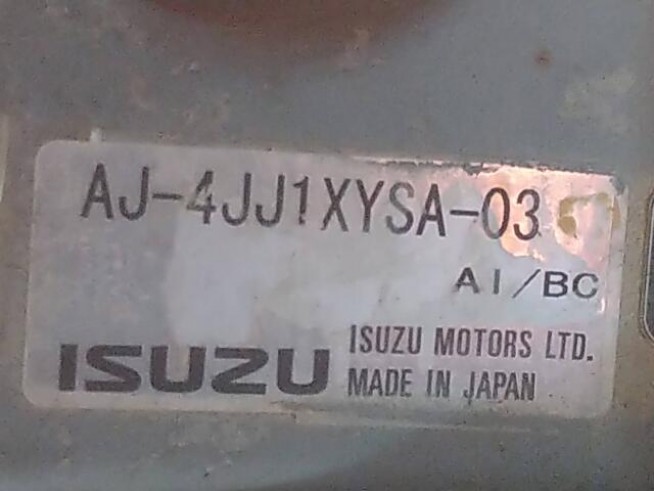 AJ-4JJ1XYSA-03
AI/BC
ISUZU
ISUZU MOTORS LTD.
MADE IN JAPAN